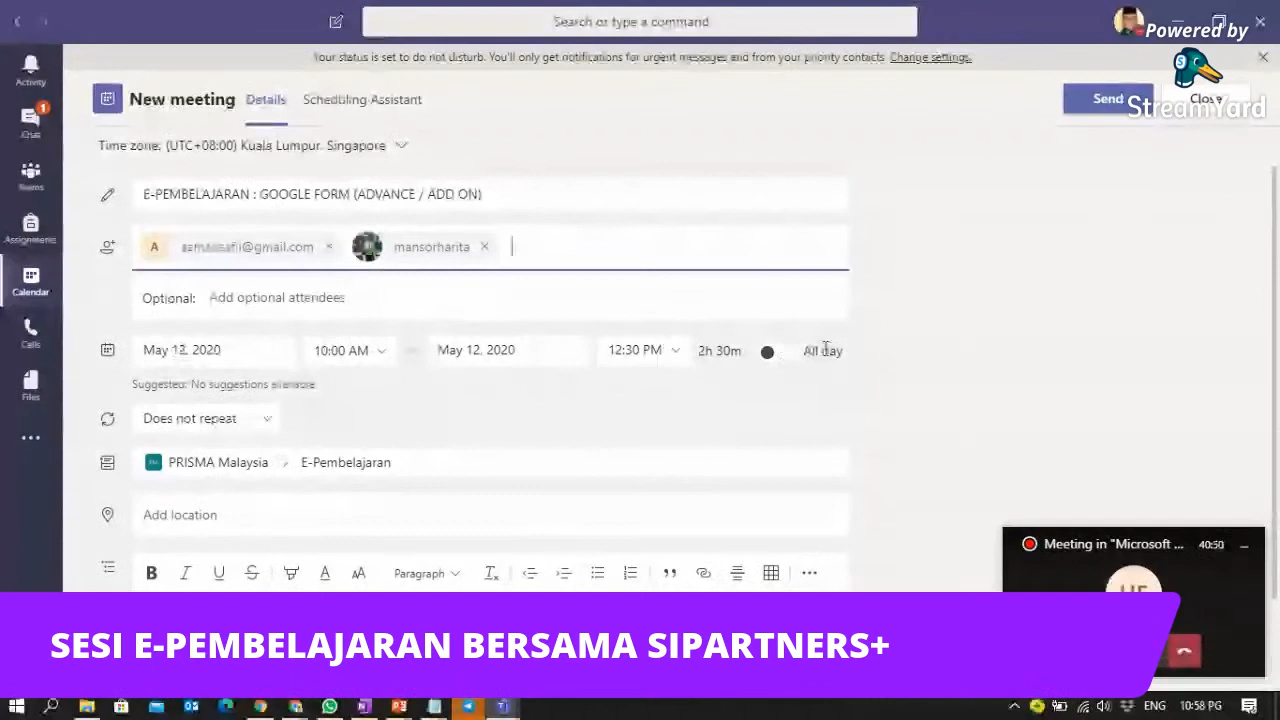 Search or type a command
Powered by
StreamYard
Your status is set to do not disturb. You'll only get notifications for urgent messages and from your priority contacts Change settings.
Activity
1
Chat
Teams
Assignments
Calendar
Calls
Files
New meeting Details Scheduling Assistant
Send Close
Time zone: (UTC+08:00) Kuala Lumpur, Singapore
E-PEMBELAJARAN : GOOGLE FORM (ADVANCE / ADD ON)
A mansorharita
Optional: Add optional attendees
May 12, 2020 10:00 AM May 12, 2020 12:30 PM 2h 30m All day
Suggested: No suggestions available
Does not repeat
PRISMA Malaysia E-Pembelajaran
Add location
B I U S A AA Paragraph
Meeting in "Microsoft ... 40:50
SESI E-PEMBELAJARAN BERSAMA SIPARTNERS+
ENG 10:58 PM